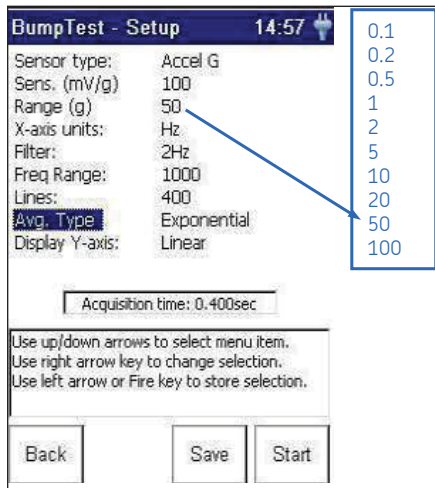 BumpTest - Setup 14:57
Sensor type: Accel G
Sens. (mV/g) 100
Range (g) 50
X-axis units: Hz
Filter: 2Hz
Freq Range: 1000
Lines: 400
Avg. Type Exponential
Display Y-axis: Linear
Acquisition time: 0.400sec
Use up/down arrows to select menu item.
Use right arrow key to change selection.
Use left arrow or Fire key to store selection.
Back Save Start
0.1
0.2
0.5
1
2
5
10
20
50
100